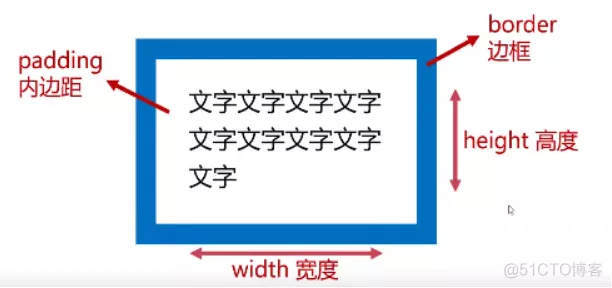 padding
内边距
border
边框
文字文字文字文字
文字文字文字文字
文字
height 高度
width 宽度
@51CTO博客